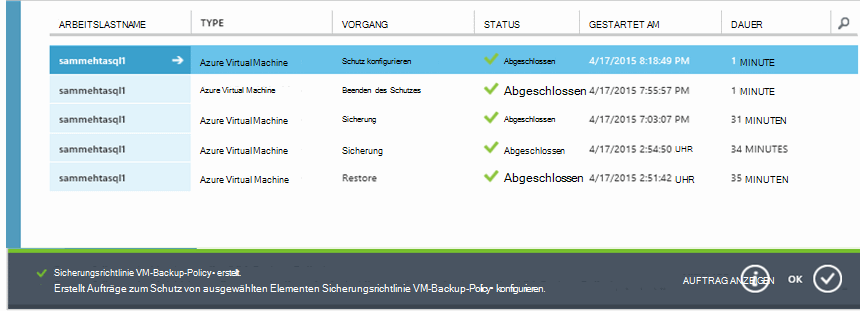 ARBEITSLASTNAME TYPE VORGANG STATUS GESTARTET AM DAUER
sammehtasql1 Azure Virtual Machine Schutz konfigurieren Abgeschlossen 4/17/2015 8:18:49 PM 1 MINUTE
sammehtasql1 Azure Virtual Machine Beenden des Schutzes Abgeschlossen 4/17/2015 7:55:57 PM 1 MINUTE
sammehtasql1 Azure Virtual Machine Sicherung Abgeschlossen 4/17/2015 7:03:07 PM 31 MINUTEN
sammehtasql1 Azure Virtual Machine Sicherung Abgeschlossen 4/17/2015 2:54:50 UHR 34 MINUTES
sammehtasql1 Azure Virtual Machine Restore Abgeschlossen 4/17/2015 2:51:42 UHR 35 MINUTEN
Sicherungsrichtlinie VM-Backup-Policy• erstellt.
Erstellt Aufträge zum Schutz von ausgewählten Elementen Sicherungsrichtlinie VM-Backup-Policy• konfigurieren.
AUFTRAG ANZEIGEN OK